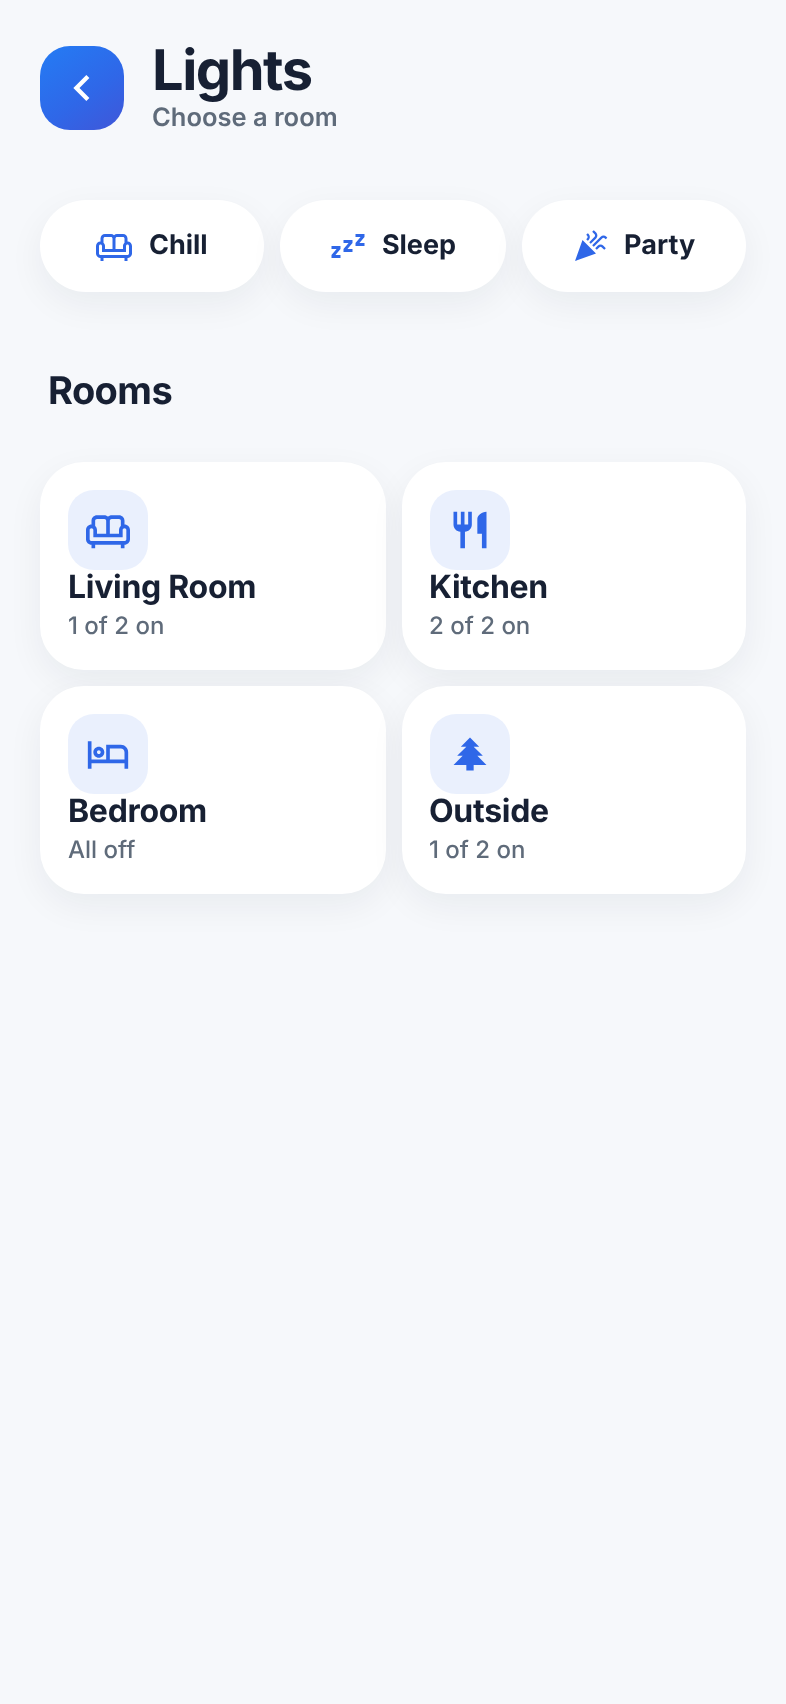 Lights
Choose a room
Chill
Sleep
Party
Rooms
Living Room
1 of 2 on
Kitchen
2 of 2 on
Bedroom
All off
Outside
1 of 2 on